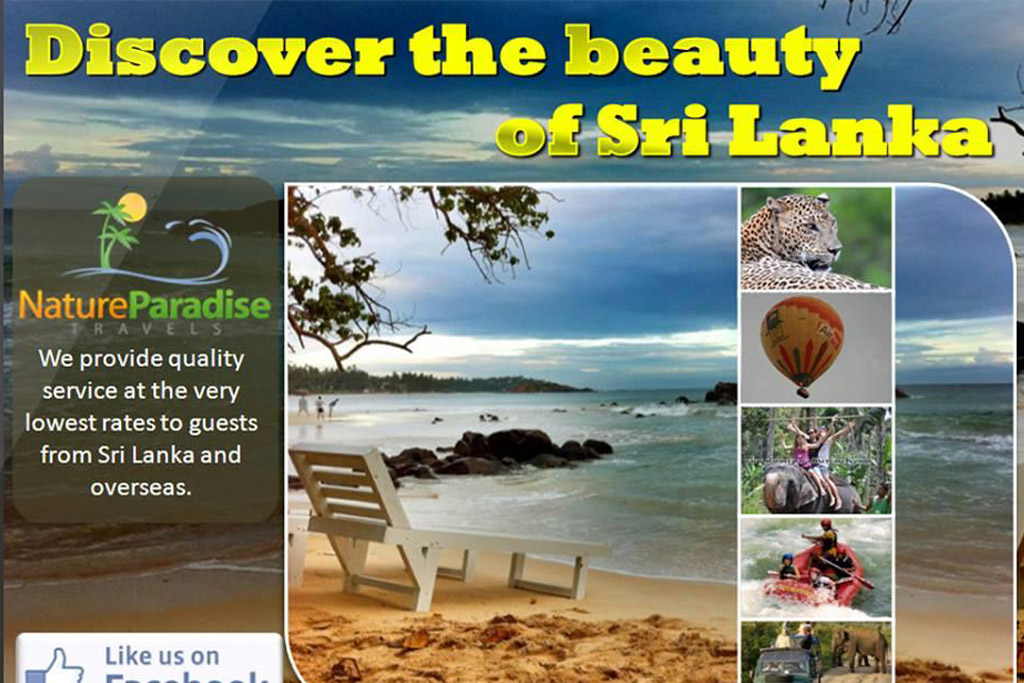 Discover the beauty
of Sri Lanka
NatureParadise
TRAVELS
We provide quality
service at the very
lowest rates to guests
from Sri Lanka and
overseas.
Like us on
Facebook